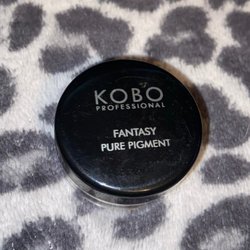 KOBO
PROFESSIONAL
FANTASY
PURE PIGMENT